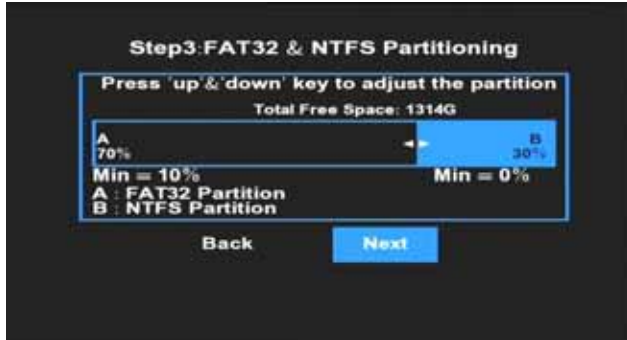 Step3:FAT32 & NTFS Partitioning
Press 'up'&'down' key to adjust the partition
Total Free Space: 1314G
A B
70% 30%
Min = 10% Min = 0%
A : FAT32 Partition
B : NTFS Partition
Back Next